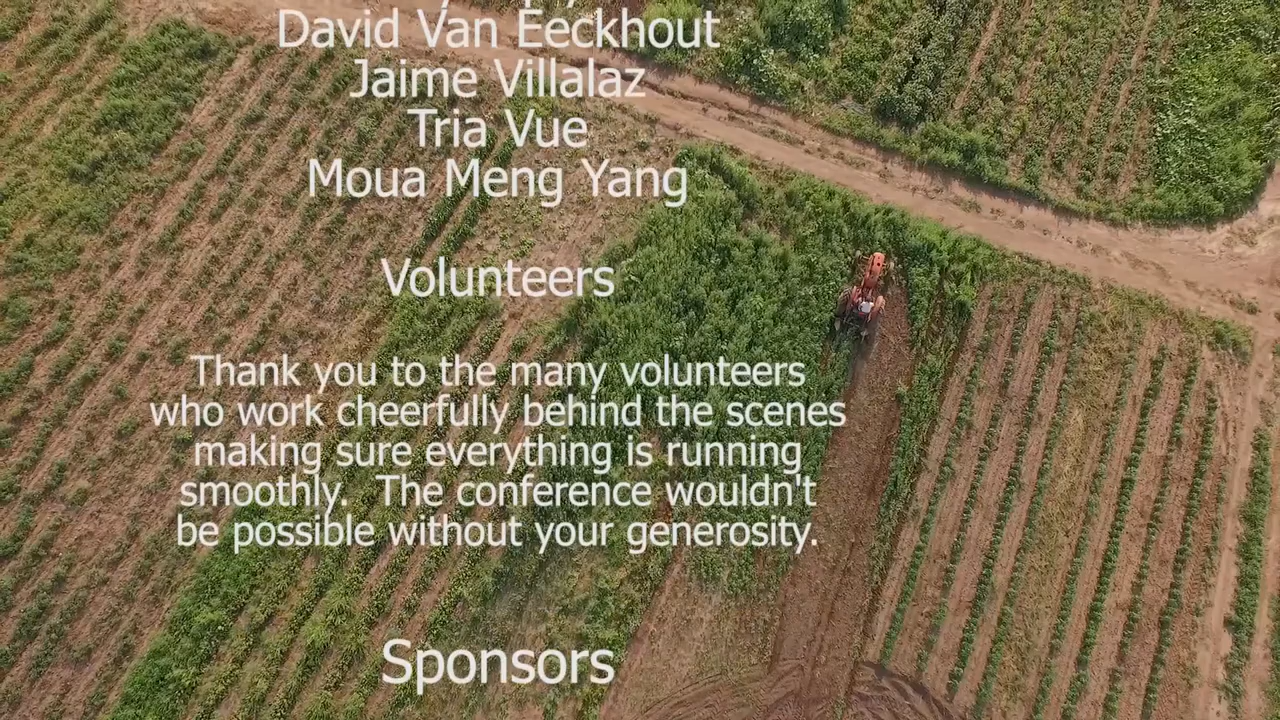 David Van Eeckhout
Jaime Villalaz
Tria Vue
Moua Meng Yang
Volunteers
Thank you to the many volunteers
who work cheerfully behind the scenes
making sure everything is running
smoothly.  The conference wouldn't
be possible without your generosity.
Sponsors